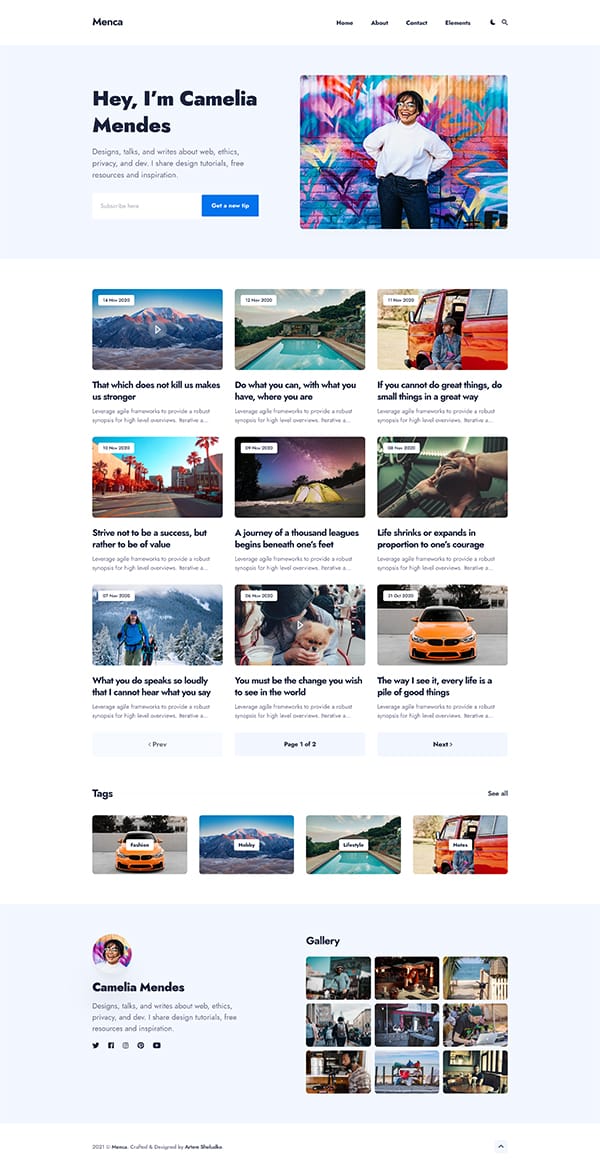 Menca
Home About Contact Elements
Hey, I'm Camelia
Mendes
Designs, talks, and writes about web, ethics,
privacy, and dev. I share design tutorials, free
resources and inspiration.
Subscribe here
Get a new tip
14 Nov 2020
12 Nov 2020
11 Nov 2020
That which does not kill us makes
us stronger
Leverage agile frameworks to provide a robust
synopsis for high level overviews. Iterative a...
Do what you can, with what you
have, where you are
Leverage agile frameworks to provide a robust
synopsis for high level overviews. Iterative a...
If you cannot do great things, do
small things in a great way
Leverage agile frameworks to provide a robust
synopsis for high level overviews. Iterative a...
10 Nov 2020
09 Nov 2020
08 Nov 2020
Strive not to be a success, but
rather to be of value
Leverage agile frameworks to provide a robust
synopsis for high level overviews. Iterative a...
A journey of a thousand leagues
begins beneath one's feet
Leverage agile frameworks to provide a robust
synopsis for high level overviews. Iterative a...
Life shrinks or expands in
proportion to one's courage
Leverage agile frameworks to provide a robust
synopsis for high level overviews. Iterative a...
07 Nov 2020
06 Nov 2020
31 Oct 2020
What you do speaks so loudly
that I cannot hear what you say
Leverage agile frameworks to provide a robust
synopsis for high level overviews. Iterative a...
You must be the change you wish
to see in the world
Leverage agile frameworks to provide a robust
synopsis for high level overviews. Iterative a...
The way I see it, every life is a
pile of good things
Leverage agile frameworks to provide a robust
synopsis for high level overviews. Iterative a...
Prev
Page 1 of 2
Next
Tags
See all
Fashion
Hobby
Lifestyle
Notes
Camelia Mendes
Designs, talks, and writes about web, ethics,
privacy, and dev. I share design tutorials, free
resources and inspiration.
Gallery
2021 © Menca. Crafted & Designed by Artem Sheludko.